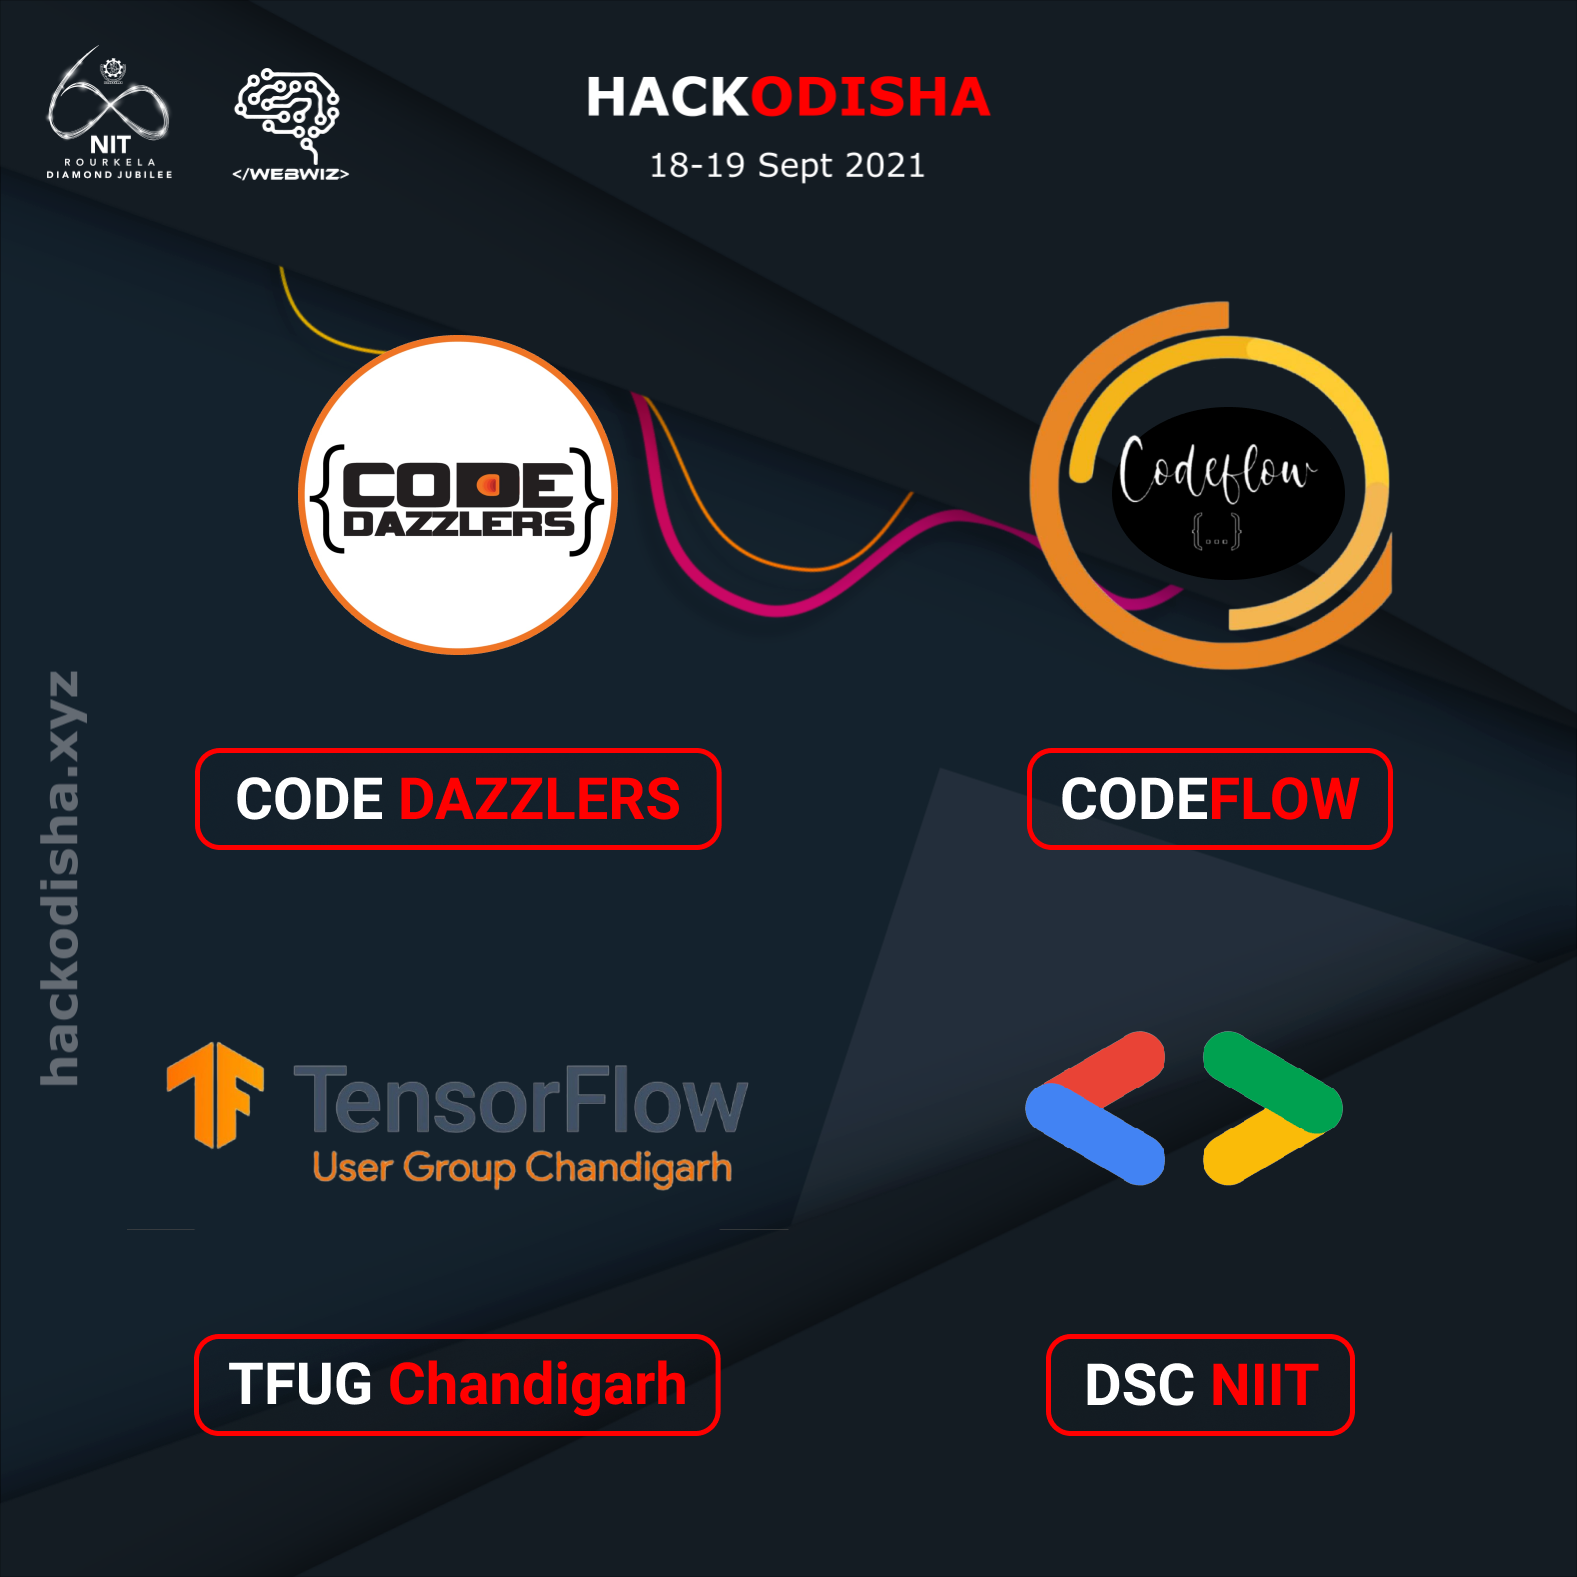 NIT
ROURKELA
DIAMOND JUBILEE
</WEBWIZ>
HACKODISHA
18-19 Sept 2021
{CODE
DAZZLERS}
Codeflow
{...}
CODE DAZZLERS
CODEFLOW
hackodisha.xyz
TensorFlow
User Group Chandigarh
TFUG Chandigarh
DSC NIIT